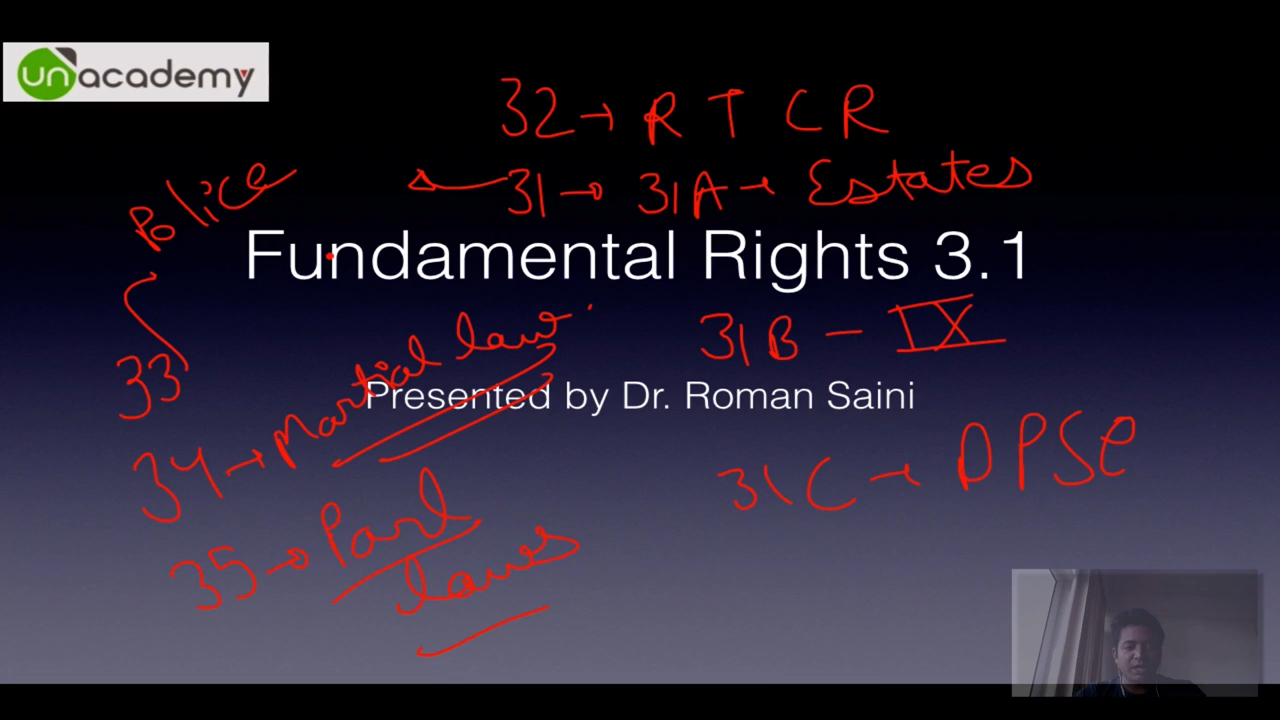 unacademy
32 → R T C R
31 → 31A → Estates
Police
Fundamental Rights 3.1
33
31B - IX
34 → Martial law
Presented by Dr. Roman Saini
31C → DPSP
35 → Parl
laws